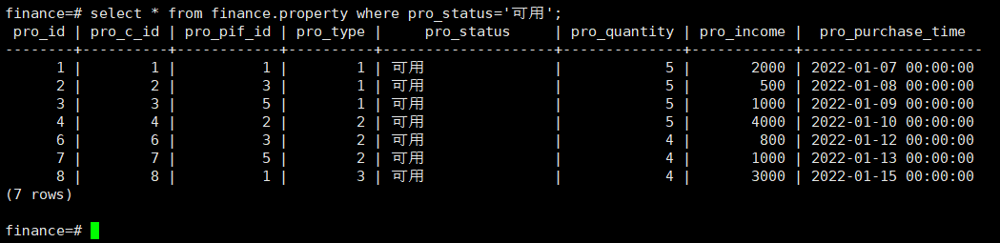 finance=# select * from finance.property where pro_status='可用';
 pro_id | pro_c_id | pro_pif_id | pro_type |     pro_status      | pro_quantity | pro_income |  pro_purchase_time
--------+----------+------------+----------+---------------------+--------------+------------+---------------------
      1 |        1 |          1 |        1 | 可用                |            5 |       2000 | 2022-01-07 00:00:00
      2 |        2 |          3 |        1 | 可用                |            5 |        500 | 2022-01-08 00:00:00
      3 |        3 |          5 |        1 | 可用                |            5 |       1000 | 2022-01-09 00:00:00
      4 |        4 |          2 |        2 | 可用                |            5 |       4000 | 2022-01-10 00:00:00
      6 |        6 |          3 |        2 | 可用                |            4 |        800 | 2022-01-12 00:00:00
      7 |        7 |          5 |        2 | 可用                |            4 |       1000 | 2022-01-13 00:00:00
      8 |        8 |          1 |        3 | 可用                |            4 |       3000 | 2022-01-15 00:00:00
(7 rows)
finance=#